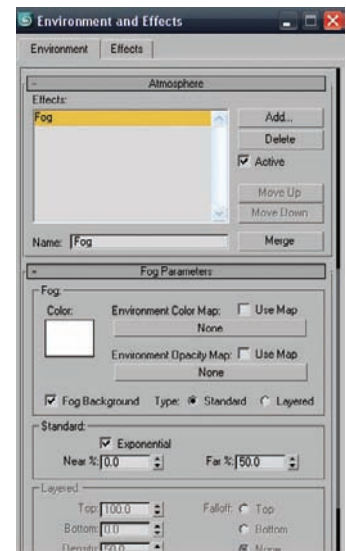 Environment and Effects
Environment Effects
- Atmosphere
Effects:
Fog
Add...
Delete
Active
Move Up
Move Down
Name: Fog
Merge
- Fog Parameters
Fog:
Color: Environment Color Map: Use Map
None
Environment Opacity Map: Use Map
None
Fog Background Type: Standard Layered
Standard:
Exponential
Near %: 0.0 Far %: 50.0
Layered:
Top: 100.0 Falloff: Top
Bottom: 0.0 Bottom
Density: 50.0 None